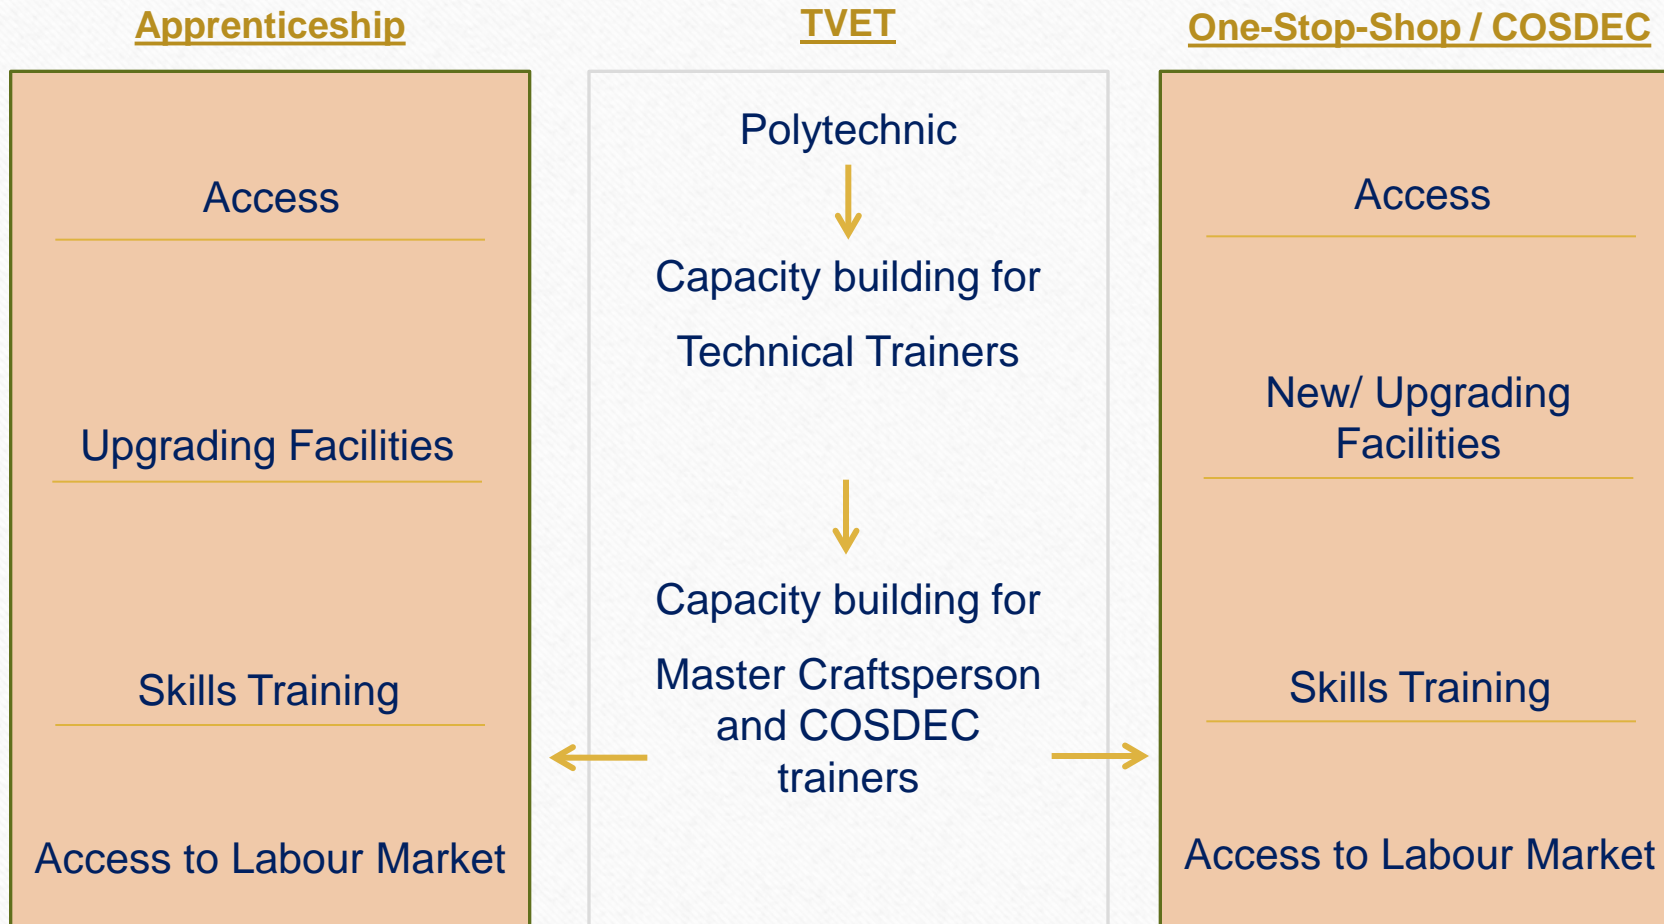 Apprenticeship
Access
Upgrading Facilities
Skills Training
Access to Labour Market
TVET
Polytechnic
Capacity building for
Technical Trainers
Capacity building for
Master Craftsperson
and COSDEC
trainers
One-Stop-Shop / COSDEC
Access
New/ Upgrading
Facilities
Skills Training
Access to Labour Market